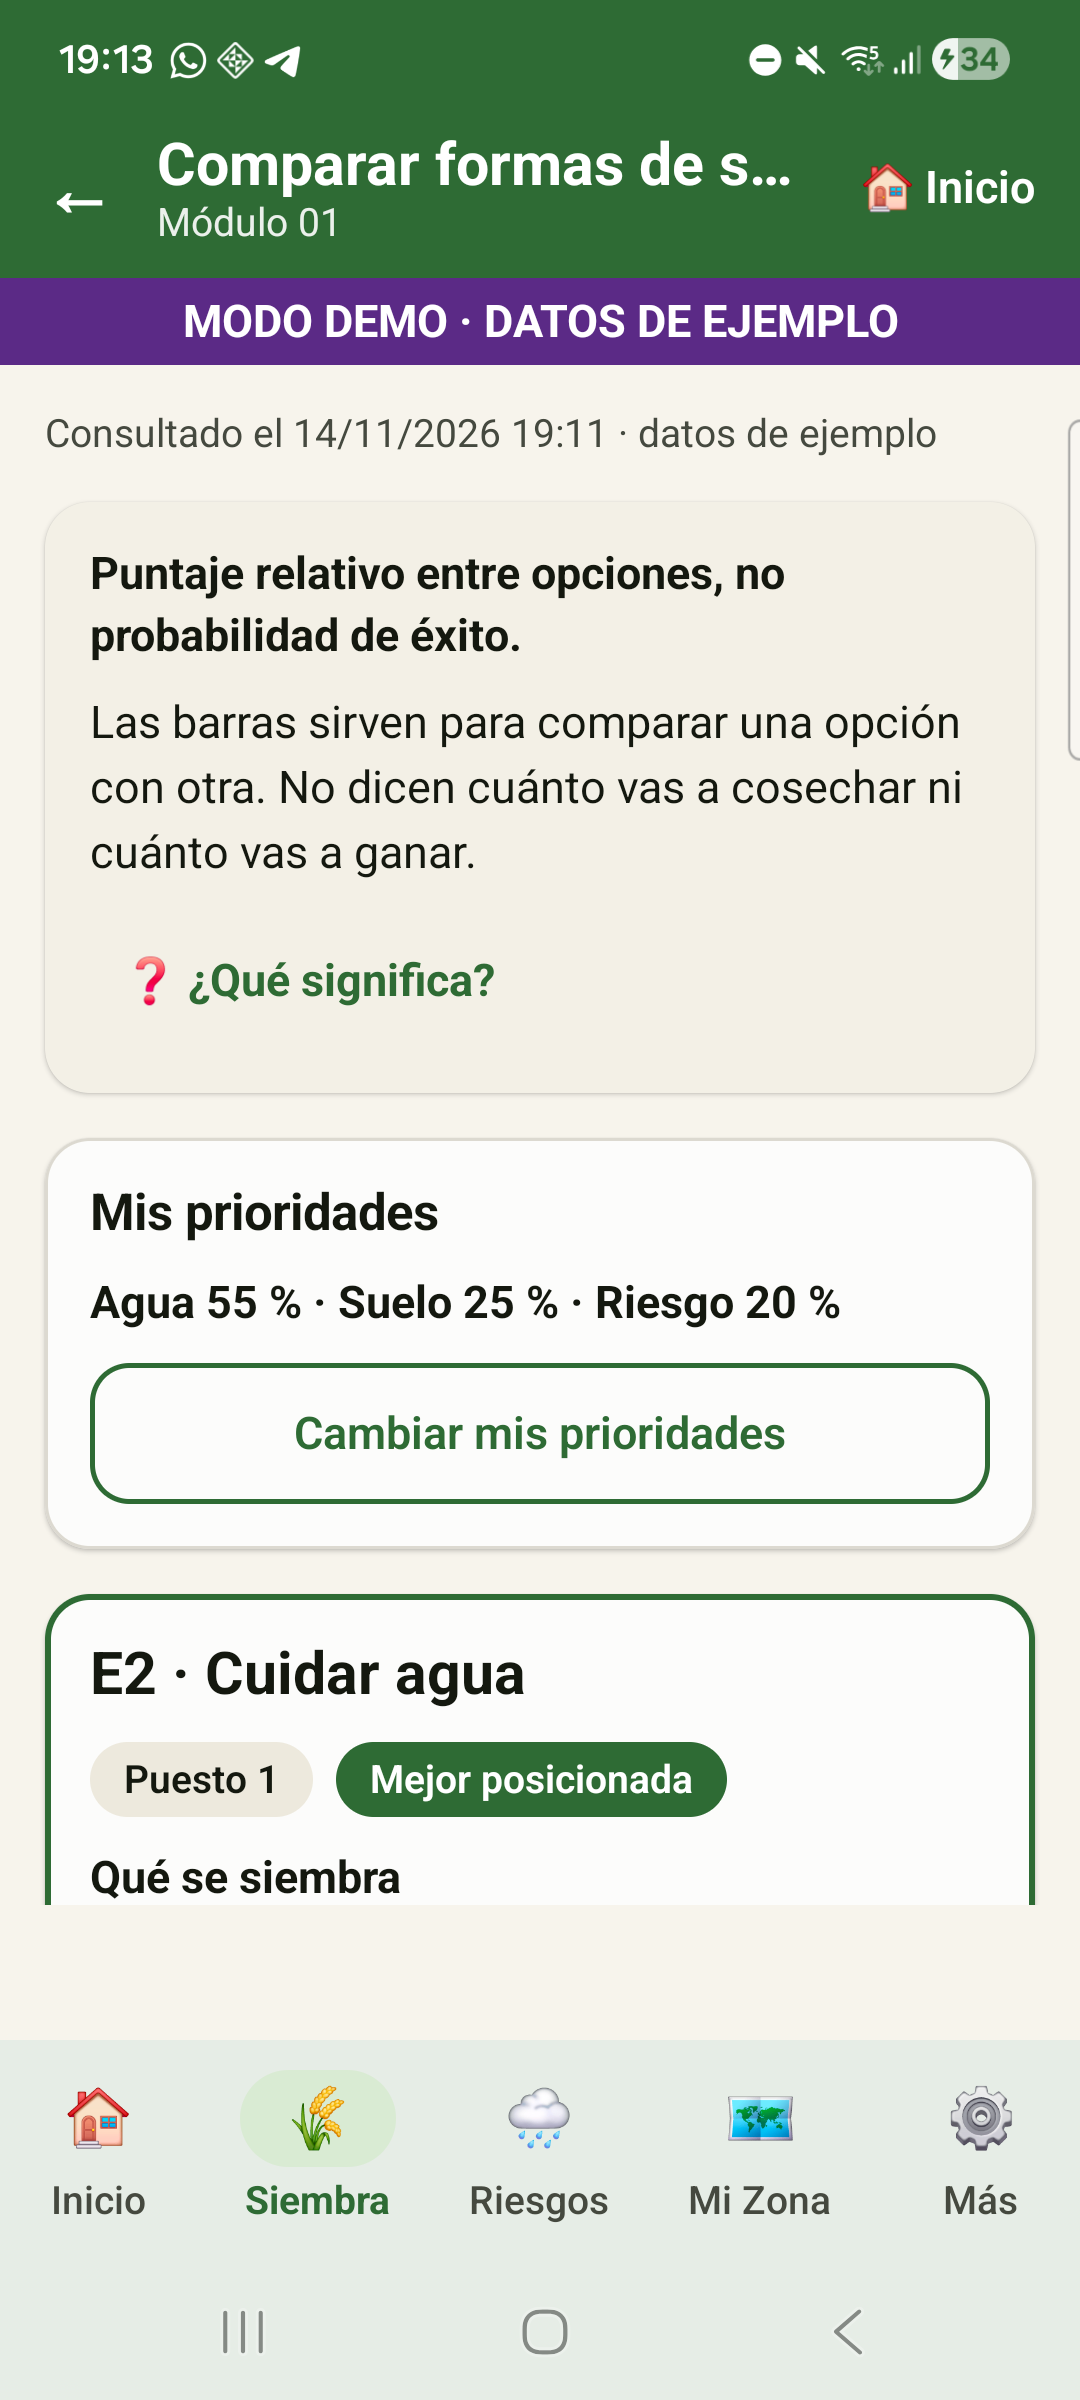 19:13
5
34
Comparar formas de s...
Módulo 01
Inicio
MODO DEMO · DATOS DE EJEMPLO
Consultado el 14/11/2026 19:11 · datos de ejemplo
Puntaje relativo entre opciones, no
probabilidad de éxito.
Las barras sirven para comparar una opción
con otra. No dicen cuánto vas a cosechar ni
cuánto vas a ganar.
❓ ¿Qué significa?
Mis prioridades
Agua 55 % · Suelo 25 % · Riesgo 20 %
Cambiar mis prioridades
E2 · Cuidar agua
Puesto 1
Mejor posicionada
Qué se siembra
Inicio
Siembra
Riesgos
Mi Zona
Más